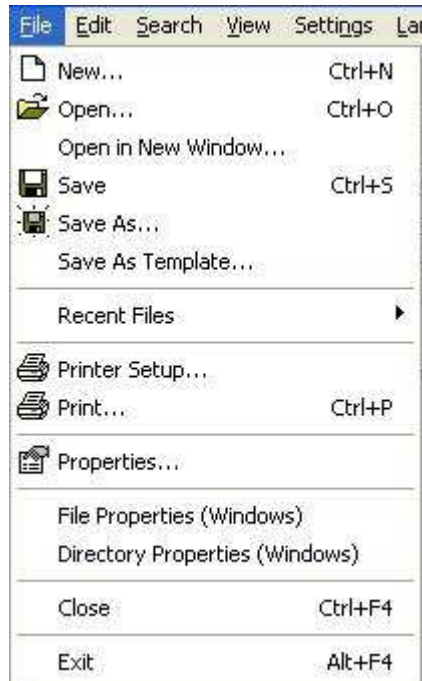 File Edit Search View Settings La
New... Ctrl+N
Open... Ctrl+O
Open in New Window...
Save Ctrl+S
Save As...
Save As Template...
Recent Files
Printer Setup...
Print... Ctrl+P
Properties...
File Properties (Windows)
Directory Properties (Windows)
Close Ctrl+F4
Exit Alt+F4